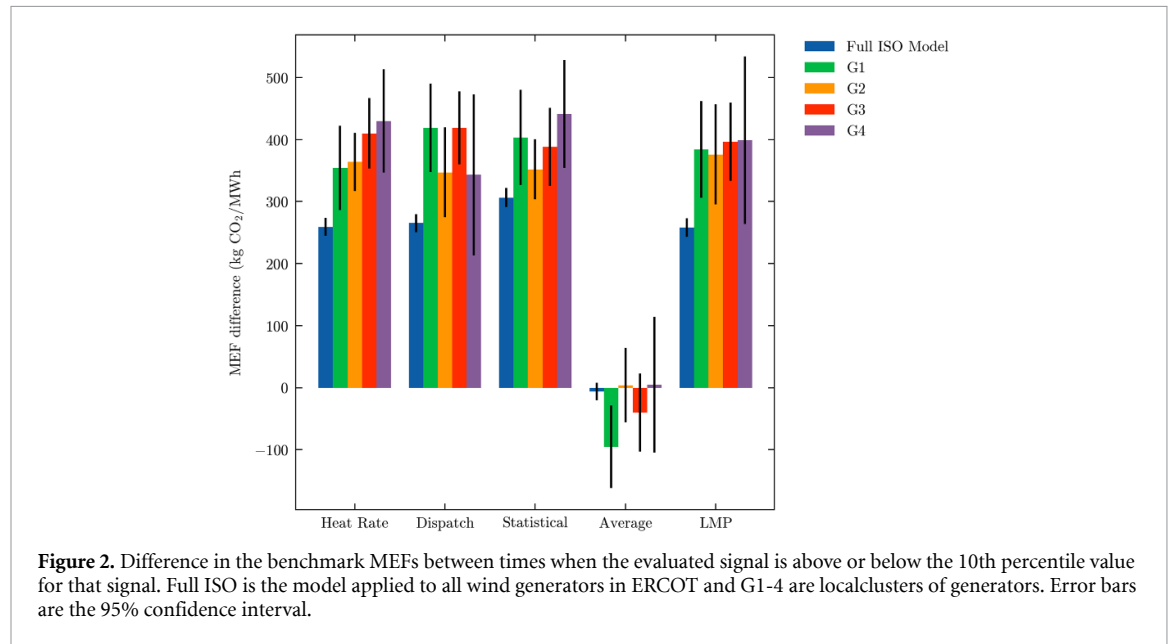 Full ISO Model
G1
G2
G3
G4
MEF difference (kg CO₂/MWh
500
400
300
200
100
0
−100
Heat Rate Dispatch Statistical Average LMP
Figure 2. Difference in the benchmark MEFs between times when the evaluated signal is above or below the 10th percentile value
for that signal. Full ISO is the model applied to all wind generators in ERCOT and G1-4 are localclusters of generators. Error bars
are the 95% confidence interval.